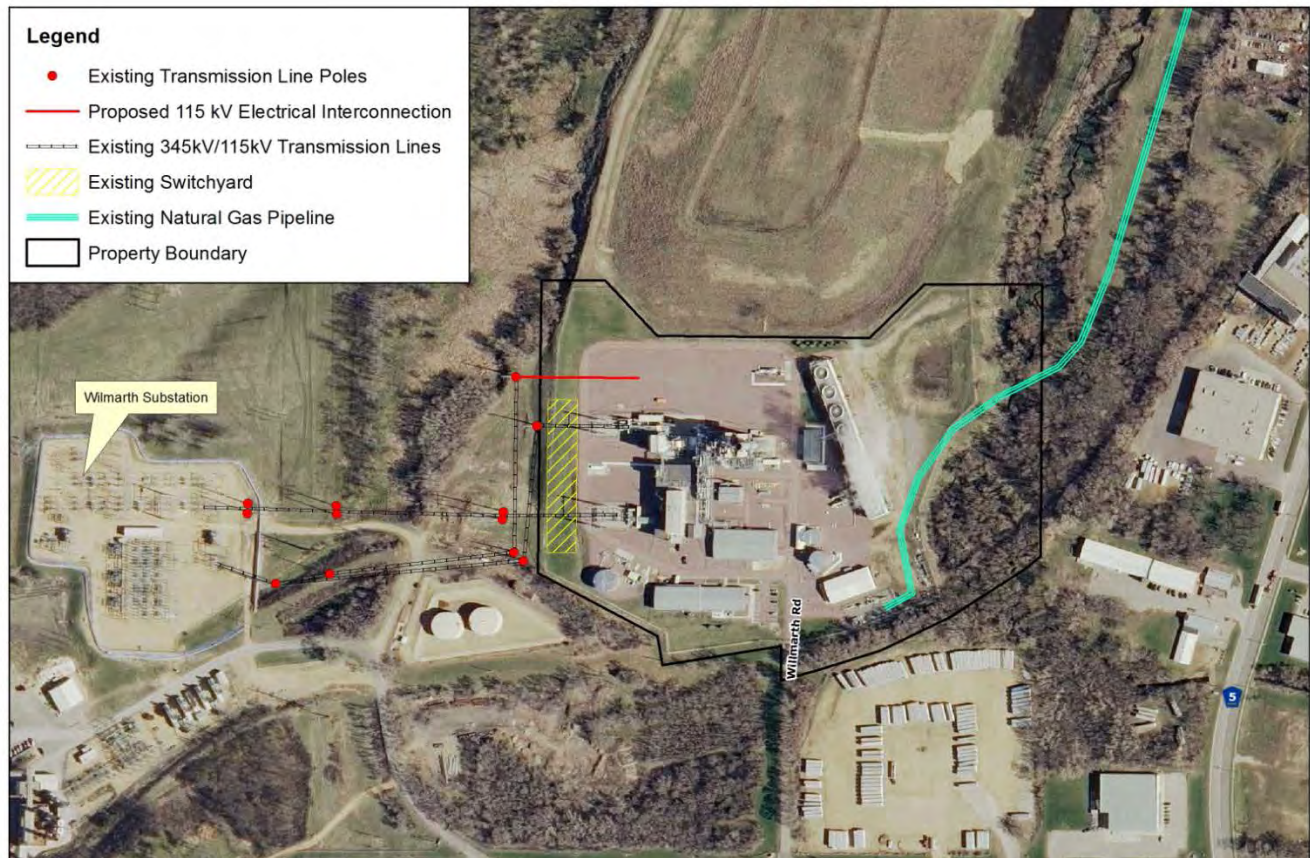 Legend
Existing Transmission Line Poles
Proposed 115 kV Electrical Interconnection
Existing 345kV/115kV Transmission Lines
Existing Switchyard
Existing Natural Gas Pipeline
Property Boundary
Wilmarth Substation
Willmarth Rd
5